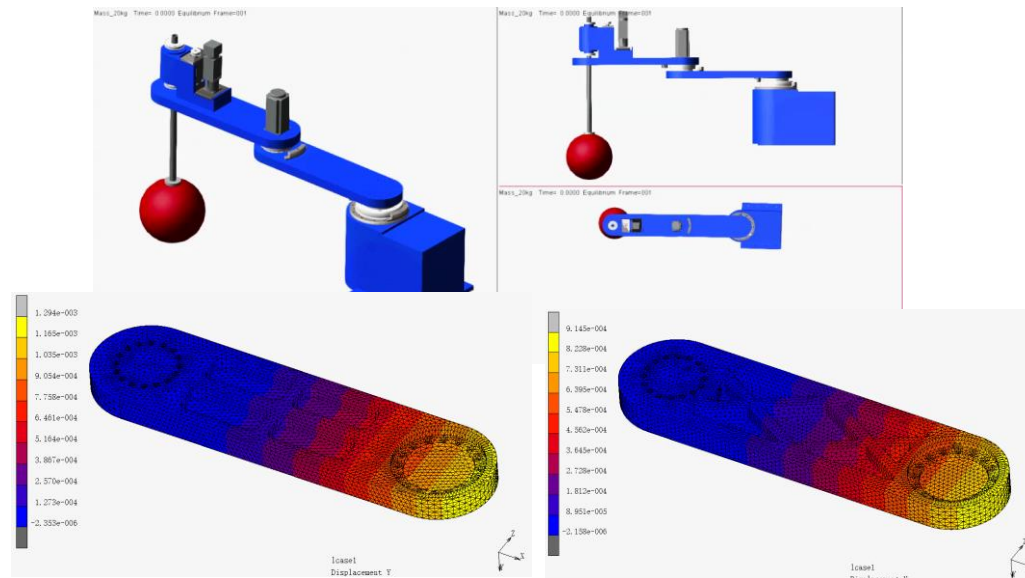 Mass_20kg Time= 0.0000 Equilibrium Frame=001
Mass_20kg Time= 0.0000 Equilibrium Frame=001
Mass_20kg Time= 0.0000 Equilibrium Frame=001
1.294e-003
1.165e-003
1.035e-003
9.054e-004
7.758e-004
6.461e-004
5.164e-004
3.867e-004
2.570e-004
1.273e-004
-2.353e-006
lcase1
Displacement Y
Z
X
Y
9.145e-004
8.228e-004
7.311e-004
6.395e-004
5.478e-004
4.562e-004
3.645e-004
2.728e-004
1.812e-004
8.951e-005
-2.158e-006
lcase1
Z